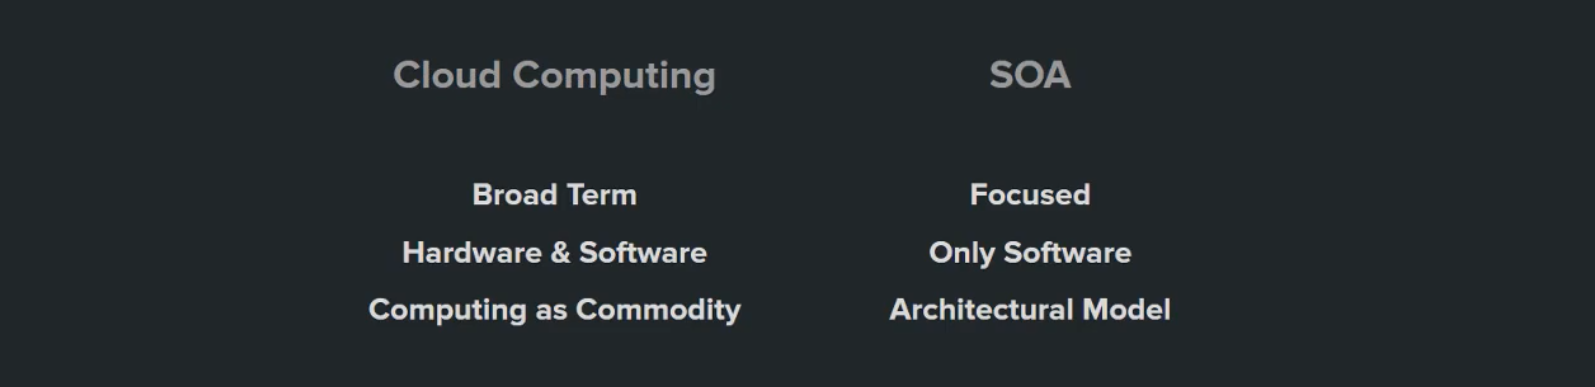 Cloud Computing
SOA
Broad Term
Focused
Hardware & Software
Only Software
Computing as Commodity
Architectural Model